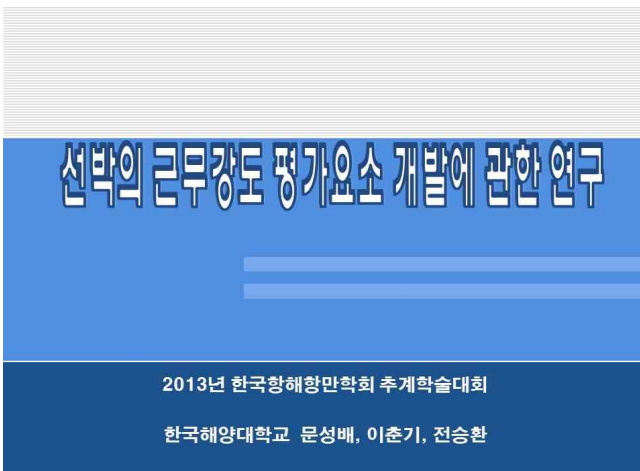 선박의 근무강도 평가요소 개발에 관한 연구
2013년 한국항해항만학회 추계학술대회
한국해양대학교 문성배, 이춘기, 전승환